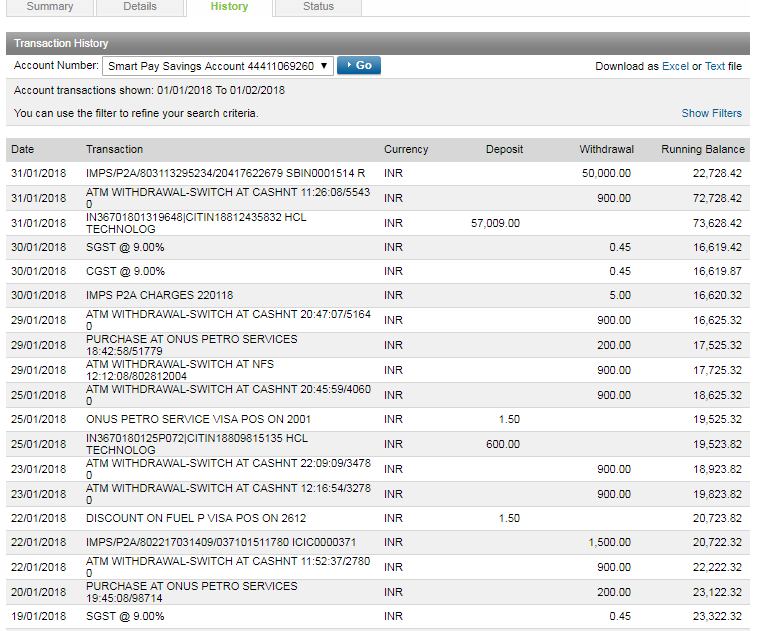 Summary Details History Status
Transaction History
Account Number: Smart Pay Savings Account 44411069260 Go Download as Excel or Text file
Account transactions shown: 01/01/2018 To 01/02/2018
You can use the filter to refine your search criteria. Show Filters
Date Transaction Currency Deposit Withdrawal Running Balance
31/01/2018 IMPS/P2A/803113295234/20417622679 SBIN0001514 R INR 50,000.00 22,728.42
31/01/2018 ATM WITHDRAWAL-SWITCH AT CASHNT 11:26:08/5543 INR 900.00 72,728.42
0
31/01/2018 IN36701801319648|CITIN18812435832 HCL INR 57,009.00 73,628.42
TECHNOLOG
30/01/2018 SGST @ 9.00% INR 0.45 16,619.42
30/01/2018 CGST @ 9.00% INR 0.45 16,619.87
30/01/2018 IMPS P2A CHARGES 220118 INR 5.00 16,620.32
29/01/2018 ATM WITHDRAWAL-SWITCH AT CASHNT 20:47:07/5164 INR 900.00 16,625.32
0
29/01/2018 PURCHASE AT ONUS PETRO SERVICES INR 200.00 17,525.32
18:42:58/51779
29/01/2018 ATM WITHDRAWAL-SWITCH AT NFS INR 900.00 17,725.32
12:12:08/802812004
25/01/2018 ATM WITHDRAWAL-SWITCH AT CASHNT 20:45:59/4060 INR 900.00 18,625.32
0
25/01/2018 ONUS PETRO SERVICE VISA POS ON 2001 INR 1.50 19,525.32
25/01/2018 IN3670180125P072|CITIN18809815135 HCL INR 600.00 19,523.82
TECHNOLOG
23/01/2018 ATM WITHDRAWAL-SWITCH AT CASHNT 22:09:09/3478 INR 900.00 18,923.82
0
23/01/2018 ATM WITHDRAWAL-SWITCH AT CASHNT 12:16:54/3278 INR 900.00 19,823.82
0
22/01/2018 DISCOUNT ON FUEL P VISA POS ON 2612 INR 1.50 20,723.82
22/01/2018 IMPS/P2A/802217031409/037101511780 ICIC0000371 INR 1,500.00 20,722.32
22/01/2018 ATM WITHDRAWAL-SWITCH AT CASHNT 11:52:37/2780 INR 900.00 22,222.32
0
20/01/2018 PURCHASE AT ONUS PETRO SERVICES INR 200.00 23,122.32
19:45:08/98714
19/01/2018 SGST @ 9.00% INR 0.45 23,322.32